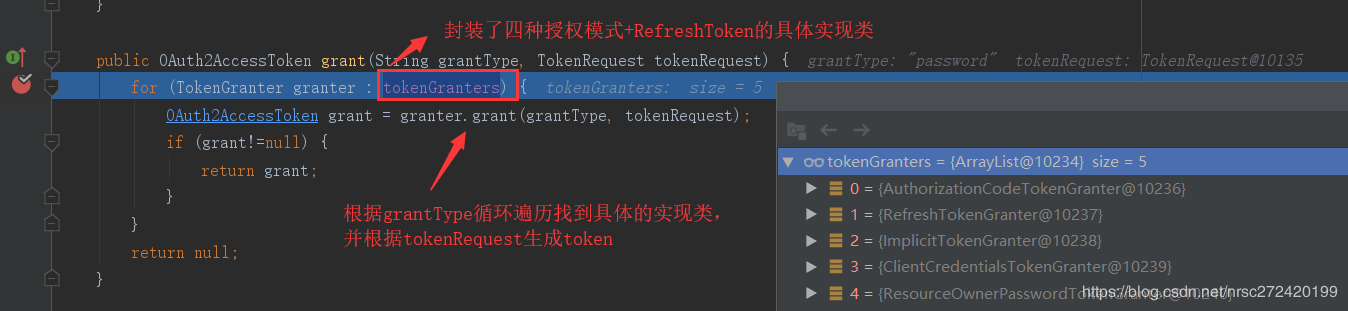 }
封装了四种授权模式+RefreshToken的具体实现类
public OAuth2AccessToken grant(String grantType, TokenRequest tokenRequest) { grantType: "password" tokenRequest: TokenRequest@10135
for (TokenGranter granter : tokenGranters) { tokenGranters: size = 5
OAuth2AccessToken grant = granter.grant(grantType, tokenRequest);
if (grant!=null) {
return grant;
}
}
return null;
}
根据grantType循环遍历找到具体的实现类,
并根据tokenRequest生成token
tokenGranters = {ArrayList@10234} size = 5
0 = {AuthorizationCodeTokenGranter@10236}
1 = {RefreshTokenGranter@10237}
2 = {ImplicitTokenGranter@10238}
3 = {ClientCredentialsTokenGranter@10239}
4 = {ResourceOwnerPasswordTokenGranter
https://blog.csdn.net/nrsc272420199